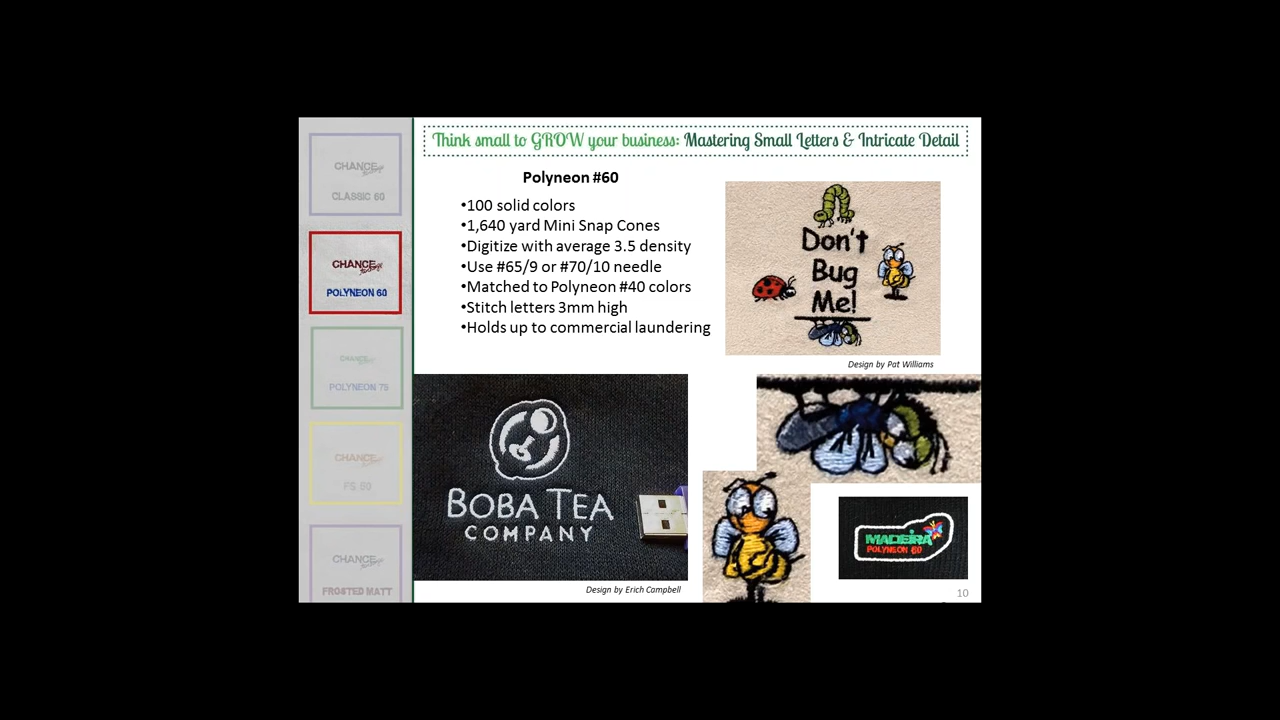 Think small to GROW your business: Mastering Small Letters & Intricate Detail
CHANCE
CLASSIC 60
CHANCE
POLYNEON 60
CHANCE
POLYNEON 75
CHANCE
FS 60
CHANCE
FROSTED MATT
Polyneon #60
•100 solid colors
•1,640 yard Mini Snap Cones
•Digitize with average 3.5 density
•Use #65/9 or #70/10 needle
•Matched to Polyneon #40 colors
•Stitch letters 3mm high
•Holds up to commercial laundering
Don't
Bug
Me!
Design by Pat Williams
BOBA TEA
COMPANY
Design by Erich Campbell
MADEIRA
POLYNEON 60
10